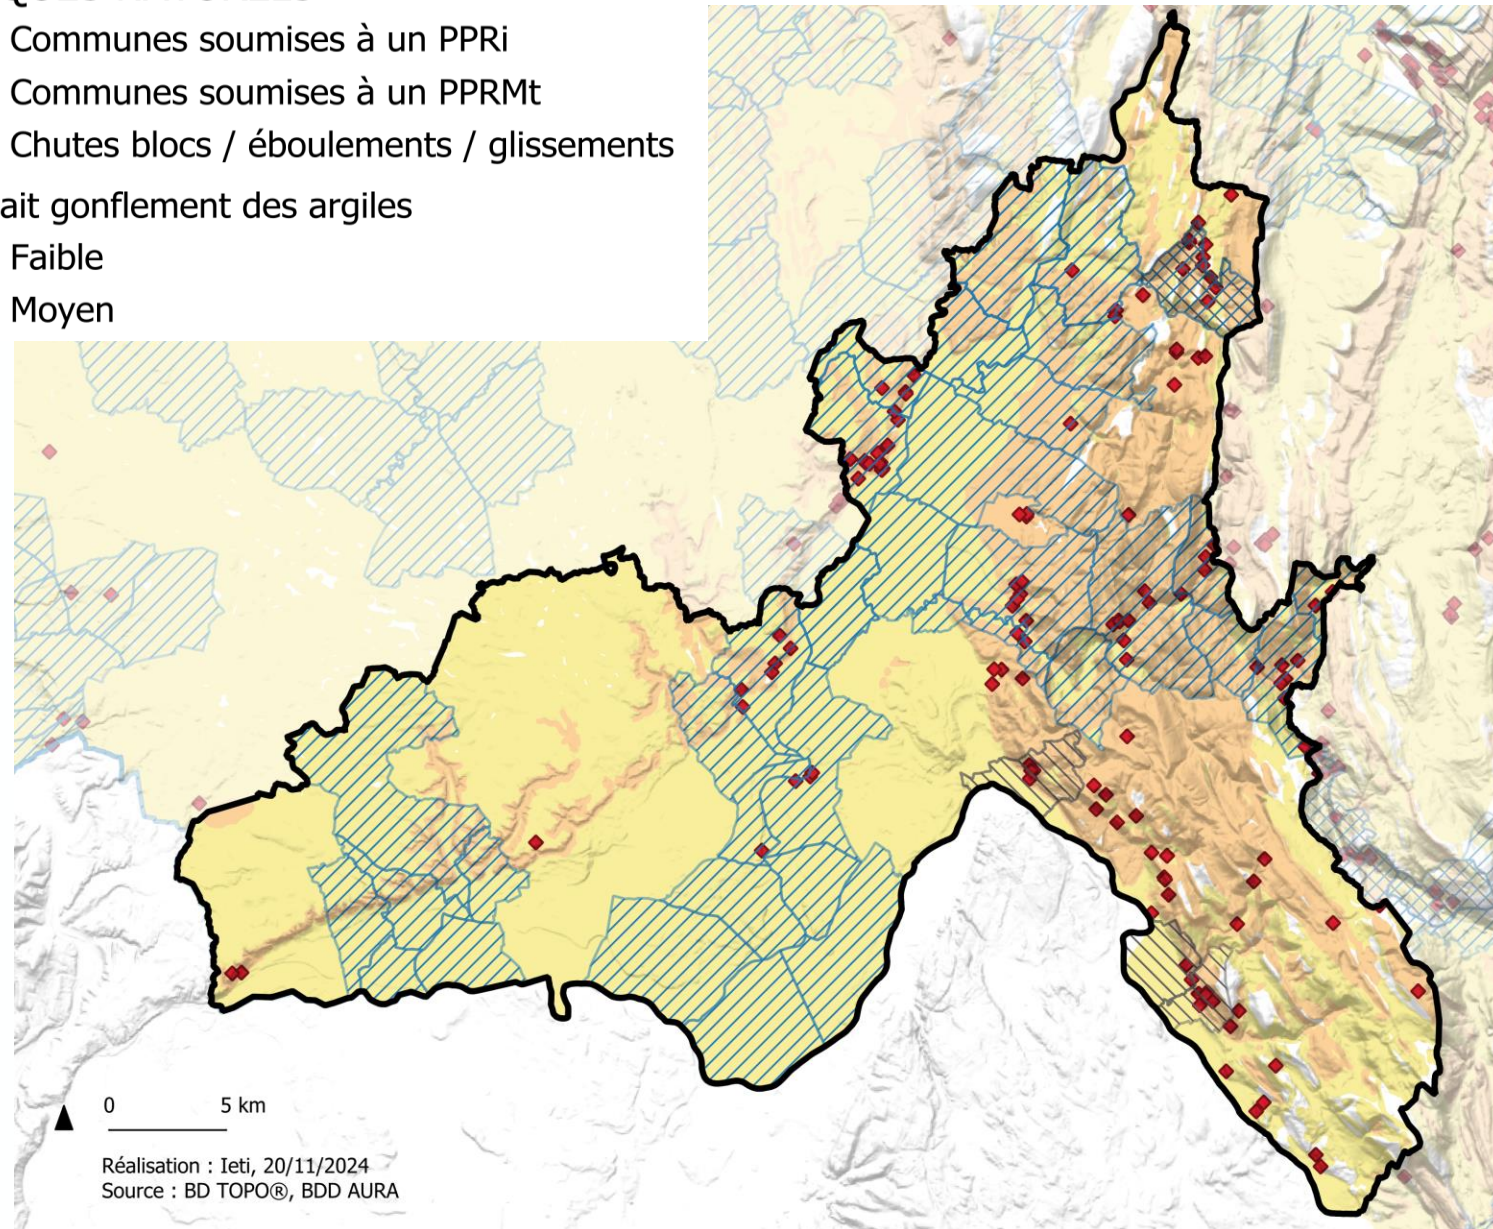 Communes soumises à un PPRi
Communes soumises à un PPRMt
Chutes blocs / éboulements / glissements
ait gonflement des argiles
Faible
Moyen
0 5 km
Réalisation : Ieti, 20/11/2024
Source : BD TOPO®, BDD AURA